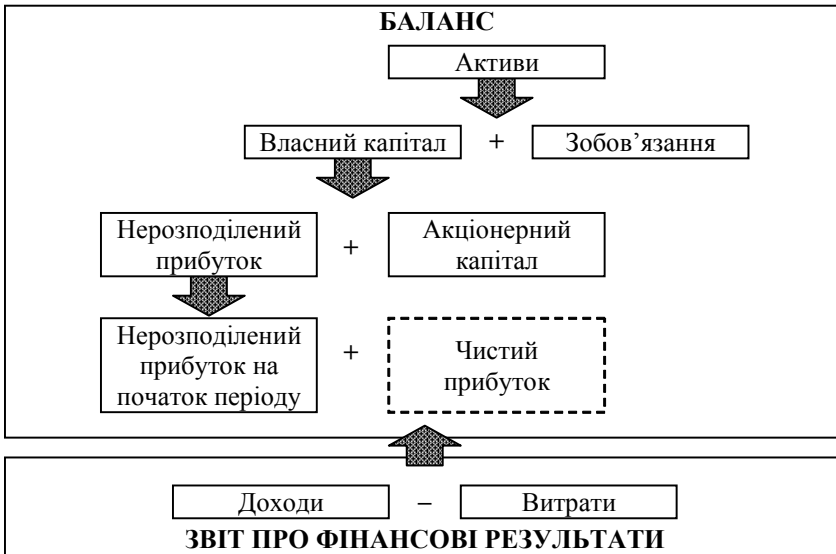 БАЛАНС
Активи
Власний капітал + Зобов’язання
Нерозподілений прибуток + Акціонерний капітал
Нерозподілений прибуток на початок періоду + Чистий прибуток
Доходи – Витрати
ЗВІТ ПРО ФІНАНСОВІ РЕЗУЛЬТАТИ